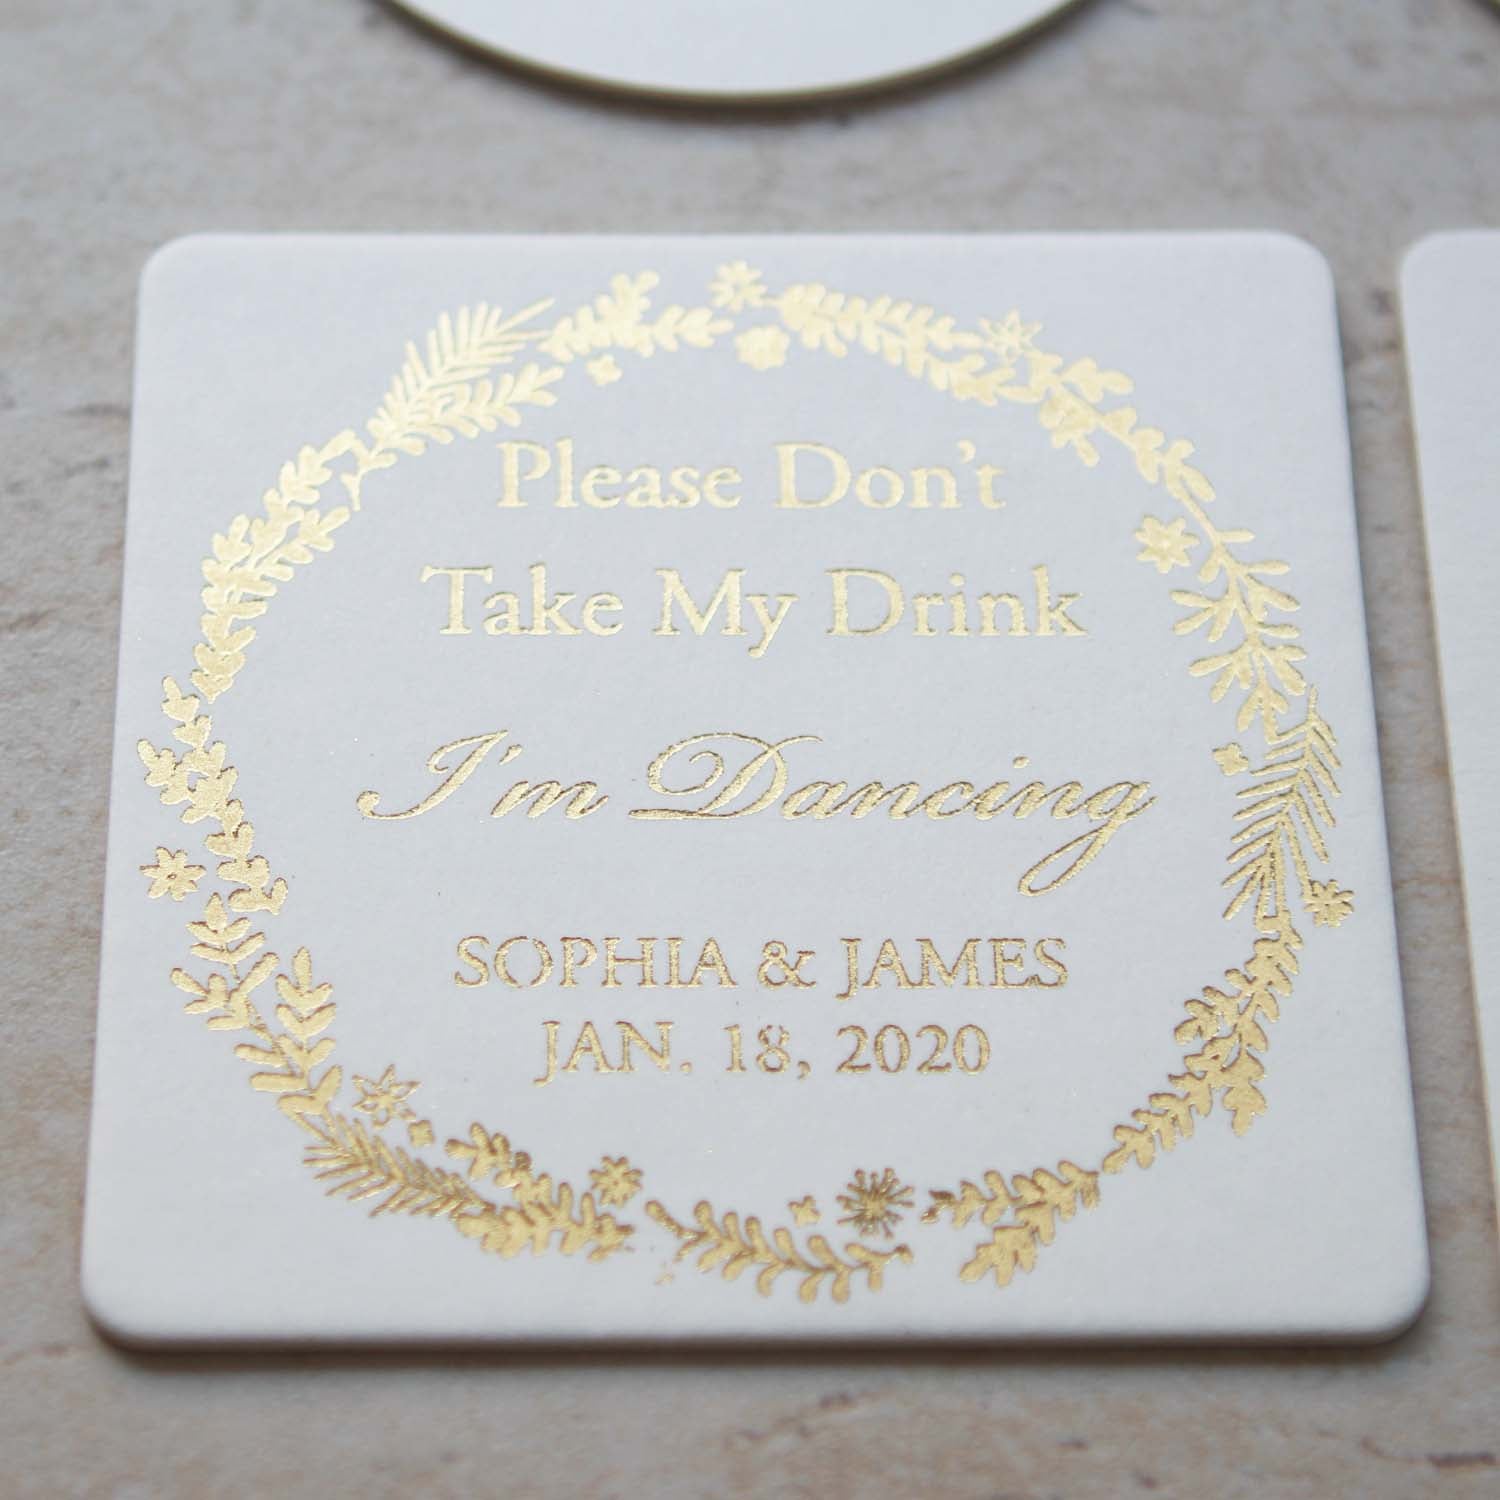 Please Don't
Take My Drink
I'm Dancing
SOPHIA & JAMES
JAN. 18, 2020